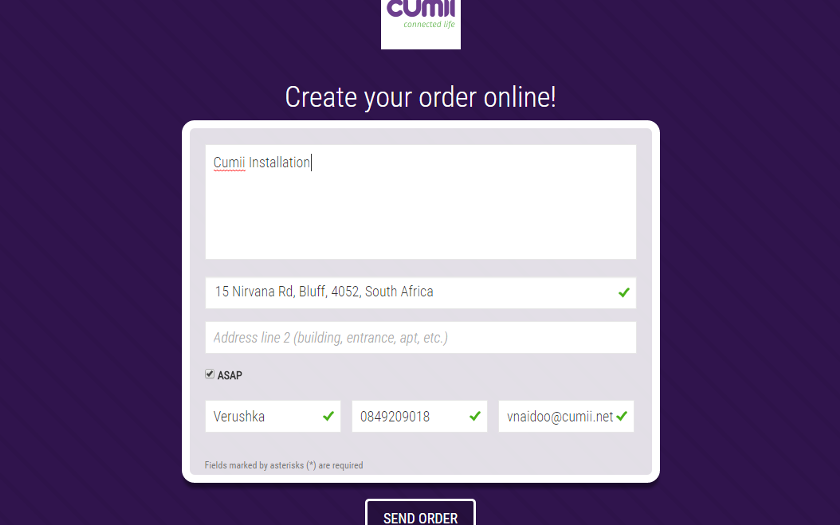 cumii
connected life
Create your order online!
Cumii Installation
15 Nirvana Rd, Bluff, 4052, South Africa
Address line 2 (building, entrance, apt, etc.)
ASAP
Verushka 0849209018 vnaidoo@cumii.net
Fields marked by asterisks (*) are required
SEND ORDER